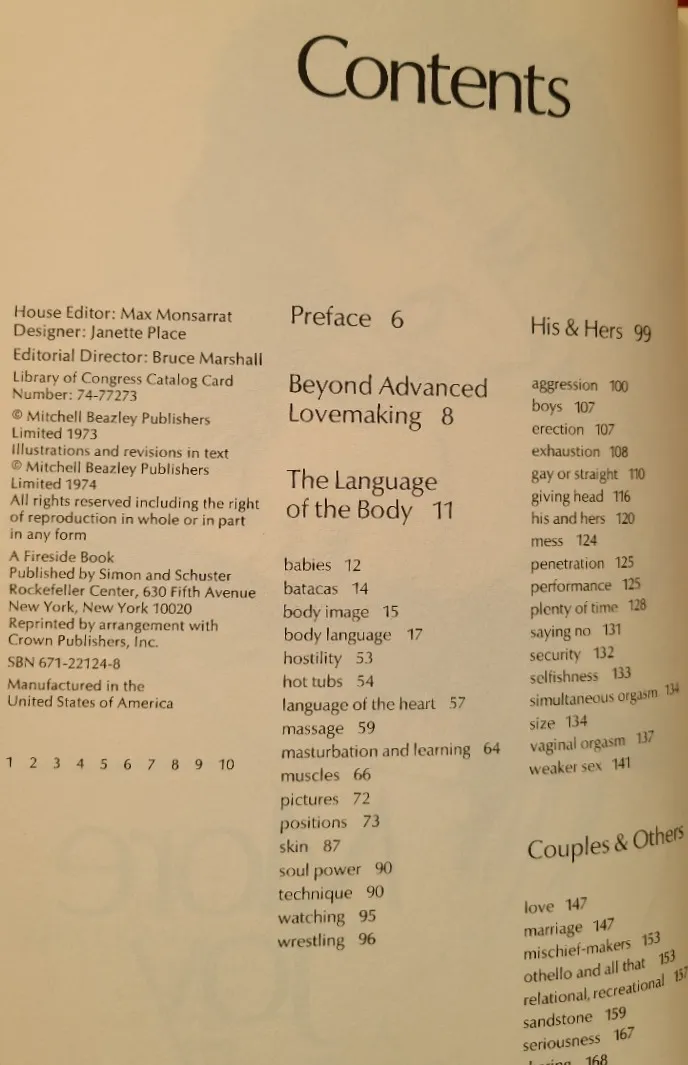 Contents
House Editor: Max Monsarrat
Designer: Janette Place
Editorial Director: Bruce Marshall
Library of Congress Catalog Card
Number: 74-77273
© Mitchell Beazley Publishers
Limited 1973
Illustrations and revisions in text
© Mitchell Beazley Publishers
Limited 1974
All rights reserved including the right
of reproduction in whole or in part
in any form
A Fireside Book
Published by Simon and Schuster
Rockefeller Center, 630 Fifth Avenue
New York, New York 10020
Reprinted by arrangement with
Crown Publishers, Inc.
SBN 671-22124-8
Manufactured in the
United States of America
1 2 3 4 5 6 7 8 9 10
Preface 6
Beyond Advanced
Lovemaking 8
The Language
of the Body 11
babies 12
batacas 14
body image 15
body language 17
hostility 53
hot tubs 54
language of the heart 57
massage 59
masturbation and learning 64
muscles 66
pictures 72
positions 73
skin 87
soul power 90
technique 90
watching 95
wrestling 96
His & Hers 99
aggression 100
boys 107
erection 107
exhaustion 108
gay or straight 110
giving head 116
his and hers 120
mess 124
penetration 125
performance 125
plenty of time 128
saying no 131
security 132
selfishness 133
simultaneous orgasm 134
size 134
vaginal orgasm 137
weaker sex 141
Couples & Others
love 147
marriage 147
mischief-makers 153
othello and all that 153
relational, recreational 157
sandstone 159
seriousness 167
168